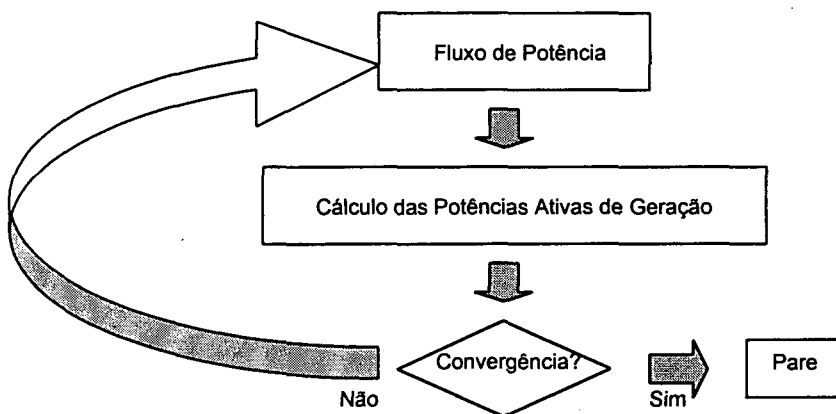 Fluxo de Potência
Cálculo das Potências Ativas de Geração
Convergência?
Pare
Não
Sim